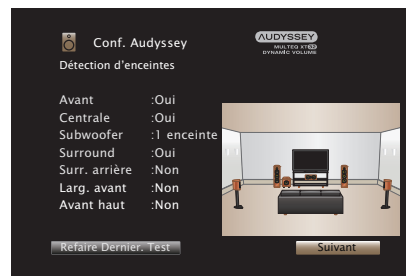 Conf. Audyssey
AUDYSSEY
MULTEQ XT32
DYNAMIC VOLUME
Détection d'enceintes
Avant :Oui
Centrale :Oui
Subwoofer :1 enceinte
Surround :Oui
Surr. arrière :Non
Larg. avant :Non
Avant haut :Non
Refaire Dernier. Test
Suivant